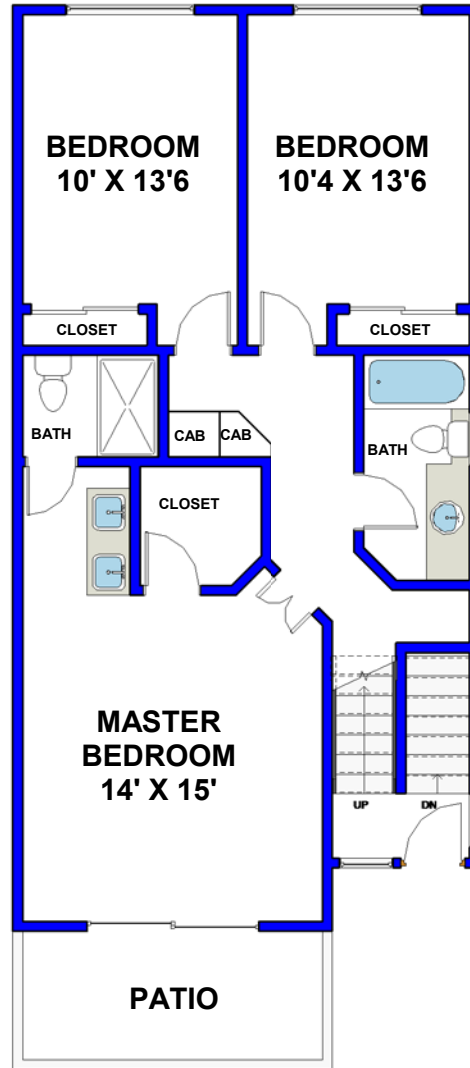 BEDROOM
10' X 13'6
BEDROOM
10'4 X 13'6
CLOSET
CLOSET
BATH
CAB
CAB
BATH
CLOSET
MASTER
BEDROOM
14' X 15'
UP
DN
PATIO